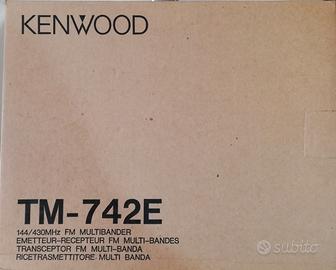 KENWOOD
TM-742E
144/430MHz FM MULTIBANDER
EMETTEUR-RECEPTEUR FM MULTI-BANDES
TRANSCEPTOR FM MULTI-BANDA
RICETRASMETTITORE MULTI BANDA
subito